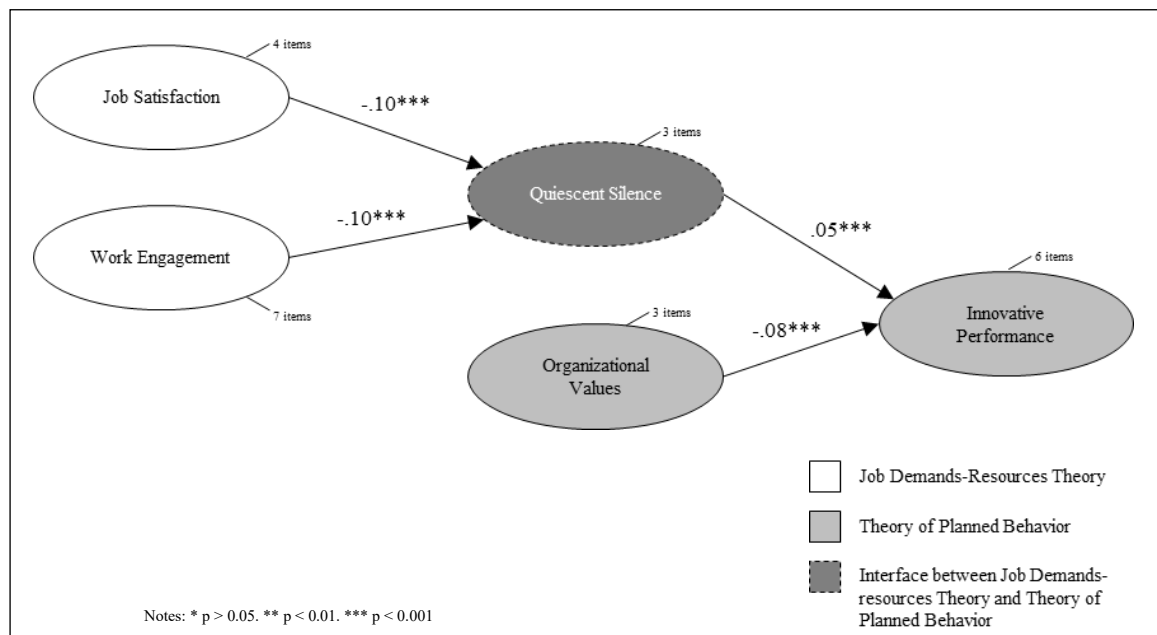 4 items
Job Satisfaction
-.10***
3 items
Quiescent Silence
-.10***
Work Engagement
7 items
.05***
6 items
Innovative
Performance
3 items
-.08***
Organizational
Values
Job Demands-Resources Theory
Theory of Planned Behavior
Interface between Job Demands-
resources Theory and Theory of
Planned Behavior
Notes: * p > 0.05. ** p < 0.01. *** p < 0.001